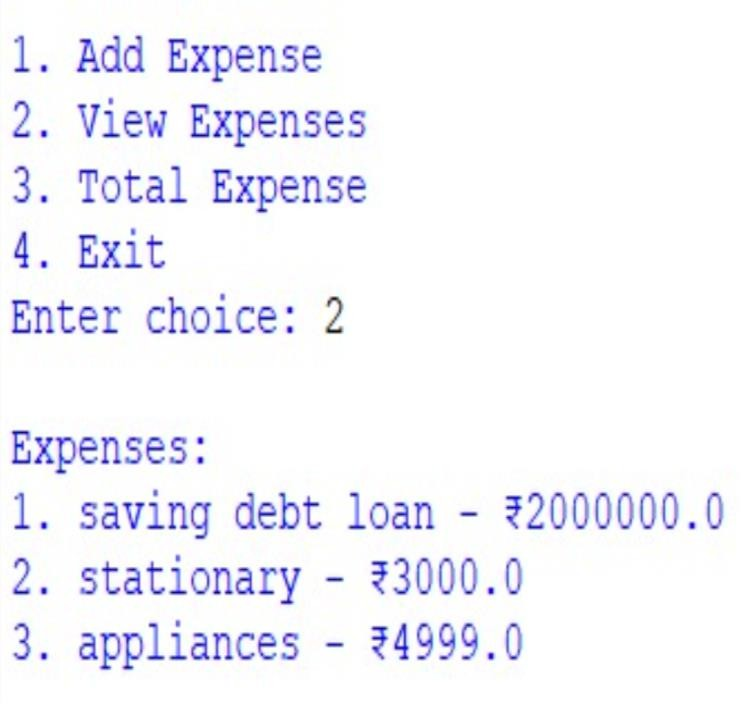 1. Add Expense
2. View Expenses
3. Total Expense
4. Exit
Enter choice: 2
Expenses:
1. saving debt loan - ₹2000000.0
2. stationary - ₹3000.0
3. appliances - ₹4999.0